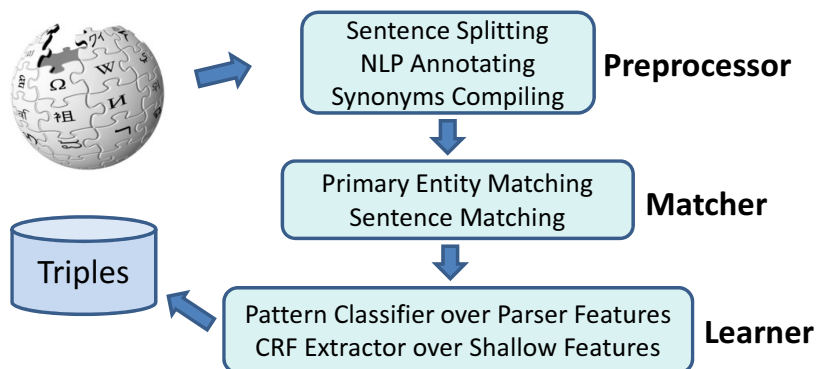 Sentence Splitting
NLP Annotating
Synonyms Compiling
Preprocessor
Primary Entity Matching
Sentence Matching
Matcher
Triples
Pattern Classifier over Parser Features
CRF Extractor over Shallow Features
Learner
Ω
W
祖
И